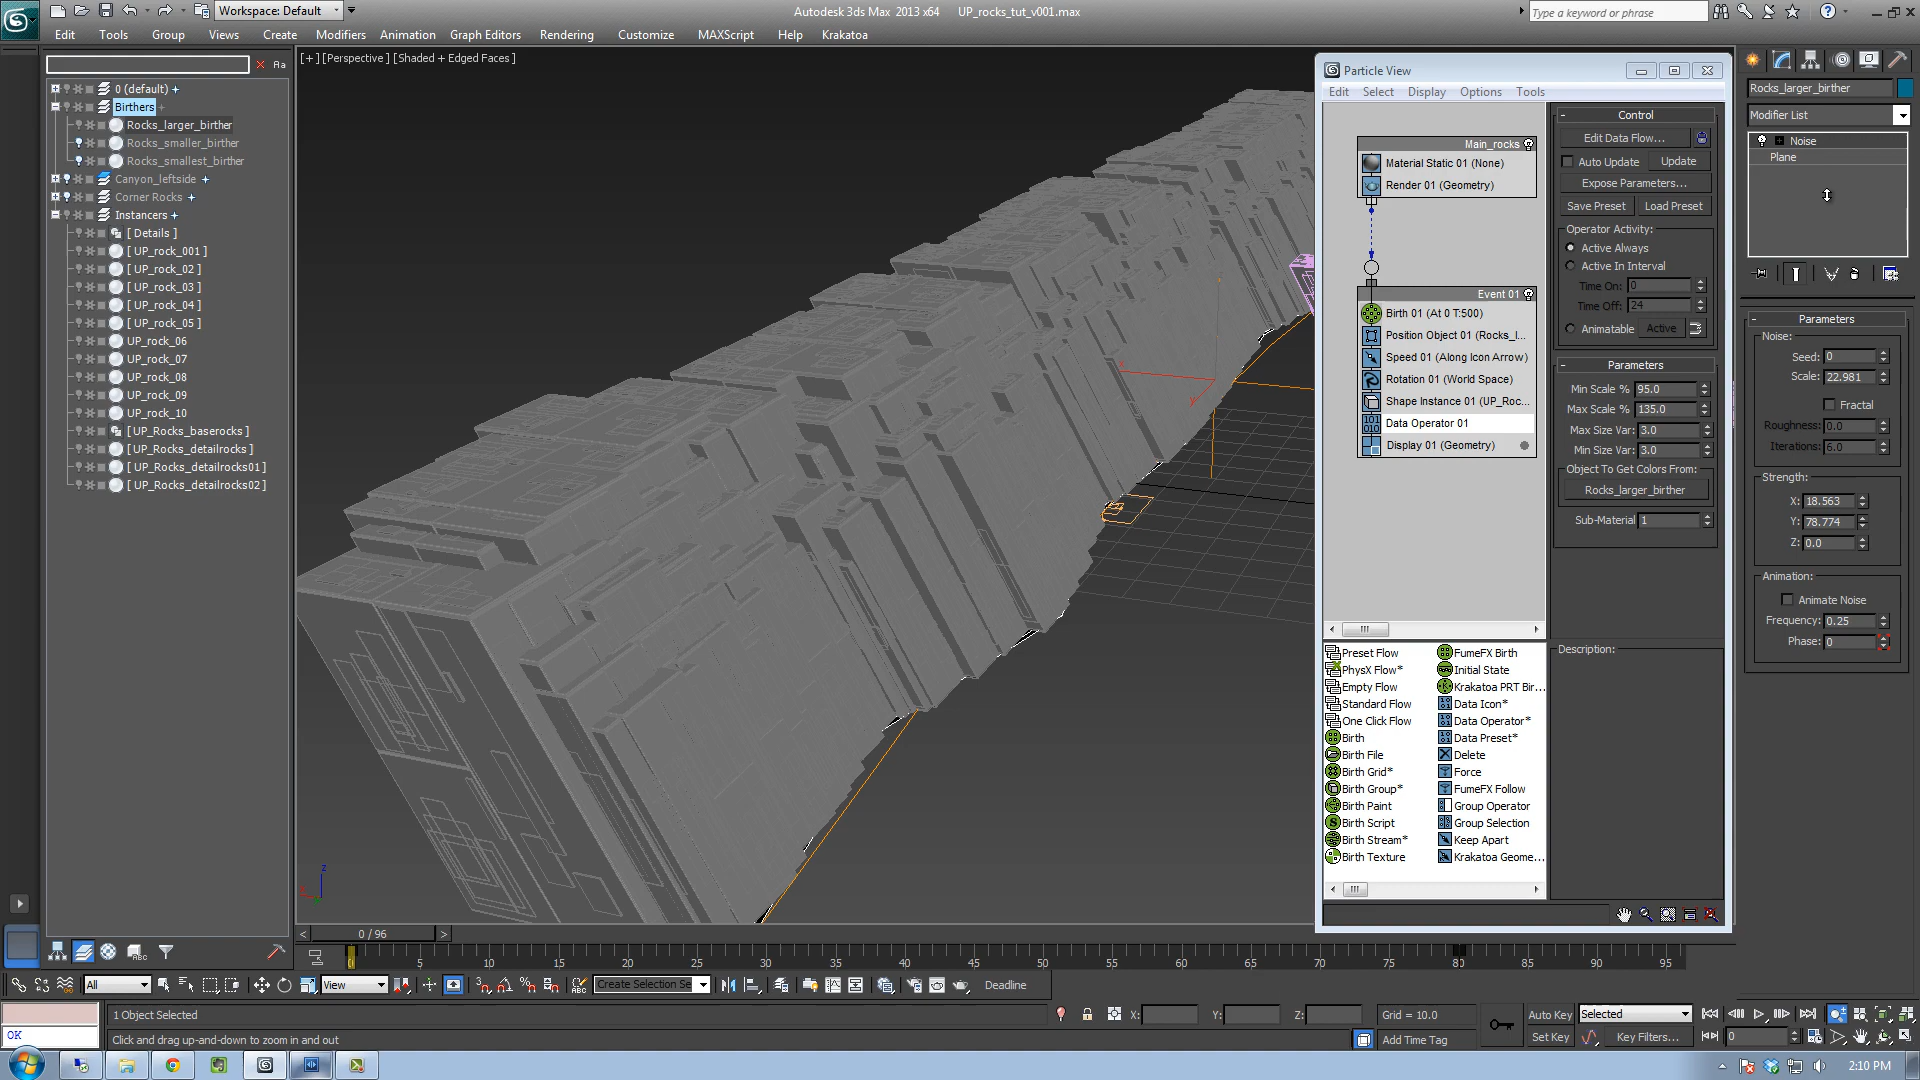 Workspace: Default
Autodesk 3ds Max 2013 x64 UP_rocks_tut_v001.max
Type a keyword or phrase
Edit Tools Group Views Create Modifiers Animation Graph Editors Rendering Customize MAXScript Help Krakatoa
Aa
0 (default)
Birthers
Rocks_larger_birther
Rocks_smaller_birther
Rocks_smallest_birther
Canyon_leftside
Corner Rocks
Instancers
[ Details ]
[ UP_rock_001 ]
[ UP_rock_02 ]
[ UP_rock_03 ]
[ UP_rock_04 ]
[ UP_rock_05 ]
UP_rock_06
UP_rock_07
UP_rock_08
UP_rock_09
UP_rock_10
[ UP_Rocks_baserocks ]
[ UP_Rocks_detailrocks ]
[ UP_Rocks_detailrocks01 ]
[ UP_Rocks_detailrocks02 ]
[+] [Perspective ] [Shaded + Edged Faces ]
x
y
z
Particle View
Edit Select Display Options Tools
Main_rocks
Material Static 01 (None)
Render 01 (Geometry)
Event 01
Birth 01 (At 0 T:500)
Position Object 01 (Rocks_l...
Speed 01 (Along Icon Arrow)
Rotation 01 (World Space)
Shape Instance 01 (UP_Roc...
Data Operator 01
Display 01 (Geometry)
Control
Edit Data Flow...
Auto Update Update
Expose Parameters...
Save Preset Load Preset
Operator Activity:
Active Always
Active In Interval
Time On: 0
Time Off: 24
Animatable Active
Parameters
Min Scale % 95.0
Max Scale % 135.0
Max Size Var: 3.0
Min Size Var: 3.0
Object To Get Colors From:
Rocks_larger_birther
Sub-Material 1
Description:
Preset Flow
PhysX Flow*
Empty Flow
Standard Flow
One Click Flow
Birth
Birth File
Birth Grid*
Birth Group*
Birth Paint
Birth Script
Birth Stream*
Birth Texture
FumeFX Birth
Initial State
Krakatoa PRT Bir...
Data Icon*
Data Operator*
Data Preset*
Delete
Force
FumeFX Follow
Group Operator
Group Selection
Keep Apart
Krakatoa Geome...
Rocks_larger_birther
Modifier List
Noise
Plane
Parameters
Noise:
Seed: 0
Scale: 22.981
Fractal
Roughness: 0.0
Iterations: 6.0
Strength:
X: 18.563
Y: 78.774
Z: 0.0
Animation:
Animate Noise
Frequency: 0.25
Phase: 0
< 0 / 96 >
0 5 10 15 20 25 30 35 40 45 50 55 60 65 70 75 80 85 90 95
All View Create Selection Se Deadline
1 Object Selected X: Y: Z: Grid = 10.0 Auto Key Selected
OK
Click and drag up-and-down to zoom in and out Add Time Tag Set Key Key Filters... 0
2:10 PM